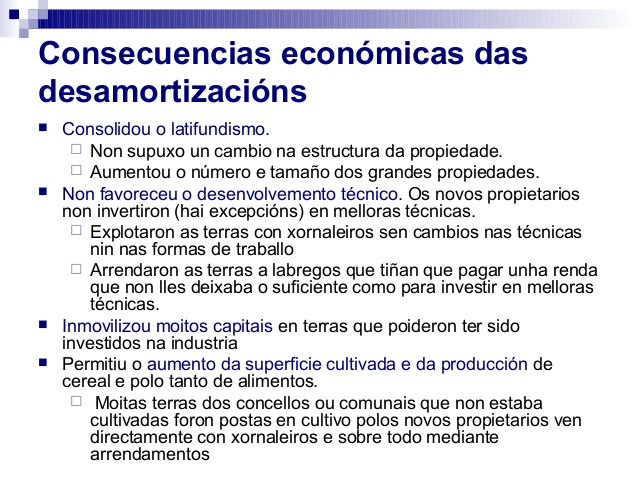 Consecuencias económicas das
desamortizacións
Consolidou o latifundismo.
Non supuxo un cambio na estructura da propiedade.
Aumentou o número e tamaño dos grandes propiedades.
Non favoreceu o desenvolvemento técnico. Os novos propietarios
non invertiron (hai excepcións) en melloras técnicas.
Explotaron as terras con xornaleiros sen cambios nas técnicas
nin nas formas de traballo
Arrendaron as terras a labregos que tiñan que pagar unha renda
que non lles deixaba o suficiente como para investir en melloras
técnicas.
Inmovilizou moitos capitais en terras que poideron ter sido
investidos na industria
Permitiu o aumento da superficie cultivada e da producción de
cereal e polo tanto de alimentos.
Moitas terras dos concellos ou comunais que non estaba
cultivadas foron postas en cultivo polos novos propietarios ven
directamente con xornaleiros e sobre todo mediante
arrendamentos